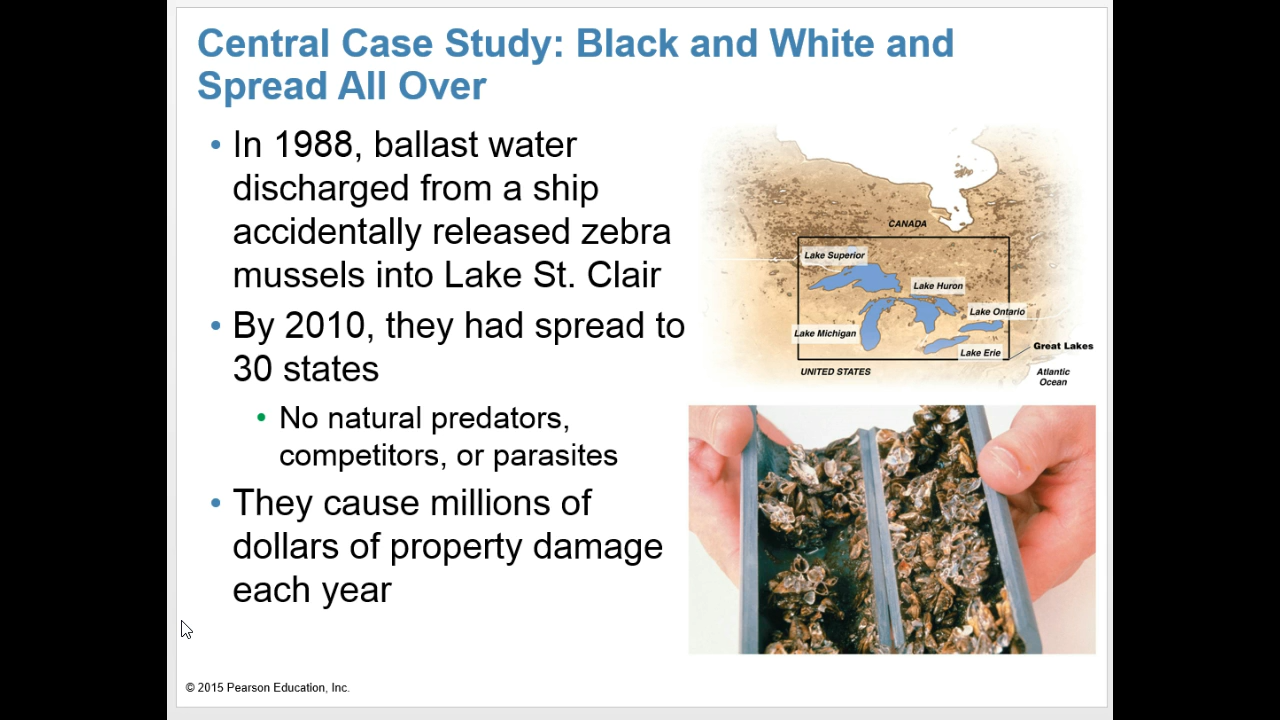 Central Case Study: Black and White and
Spread All Over
• In 1988, ballast water
discharged from a ship
accidentally released zebra
mussels into Lake St. Clair
• By 2010, they had spread to
30 states
• No natural predators,
competitors, or parasites
• They cause millions of
dollars of property damage
each year
CANADA
Lake Superior
Lake Huron
Lake Ontario
Lake Michigan
Great Lakes
Lake Erie
UNITED STATES
Atlantic
Ocean
© 2015 Pearson Education, Inc.